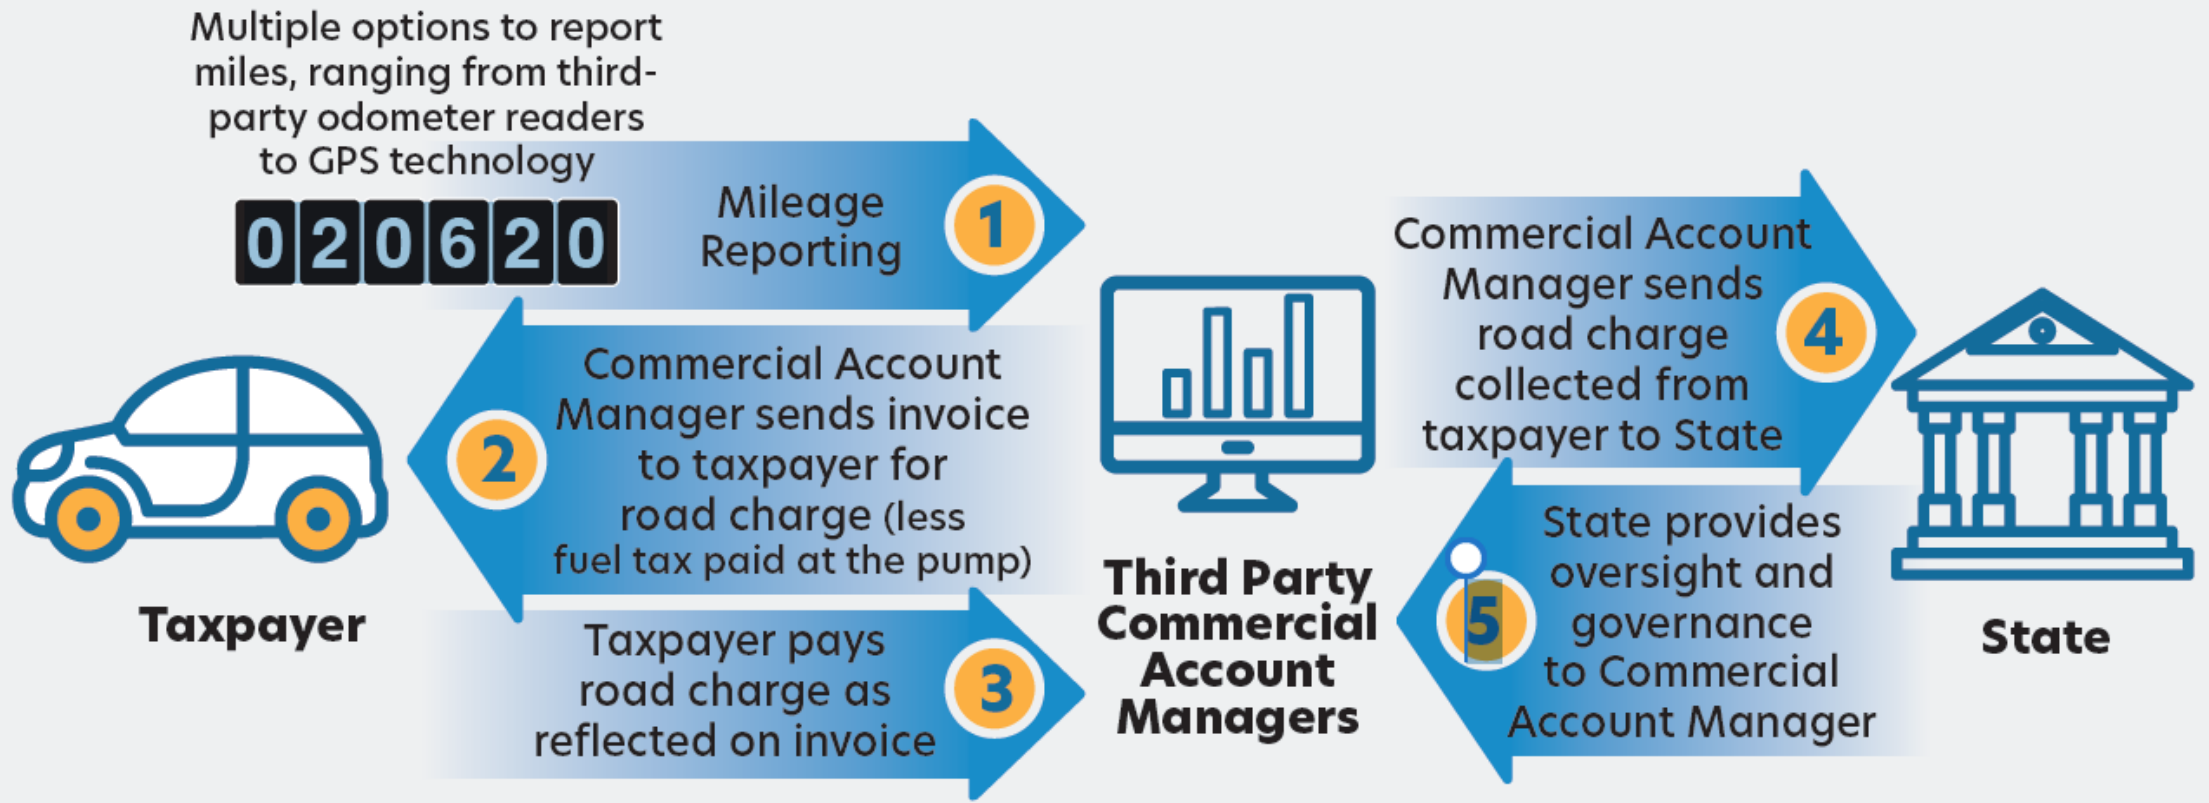 Multiple options to report
miles, ranging from third-
party odometer readers
to GPS technology
020620
Mileage
Reporting
1
Commercial Account
Manager sends invoice
to taxpayer for
road charge (less
fuel tax paid at the pump)
2
Taxpayer pays
road charge as
reflected on invoice
3
Taxpayer
Third Party
Commercial
Account
Managers
Commercial Account
Manager sends
road charge
collected from
taxpayer to State
4
State provides
oversight and
governance
to Commercial
Account Manager
5
State